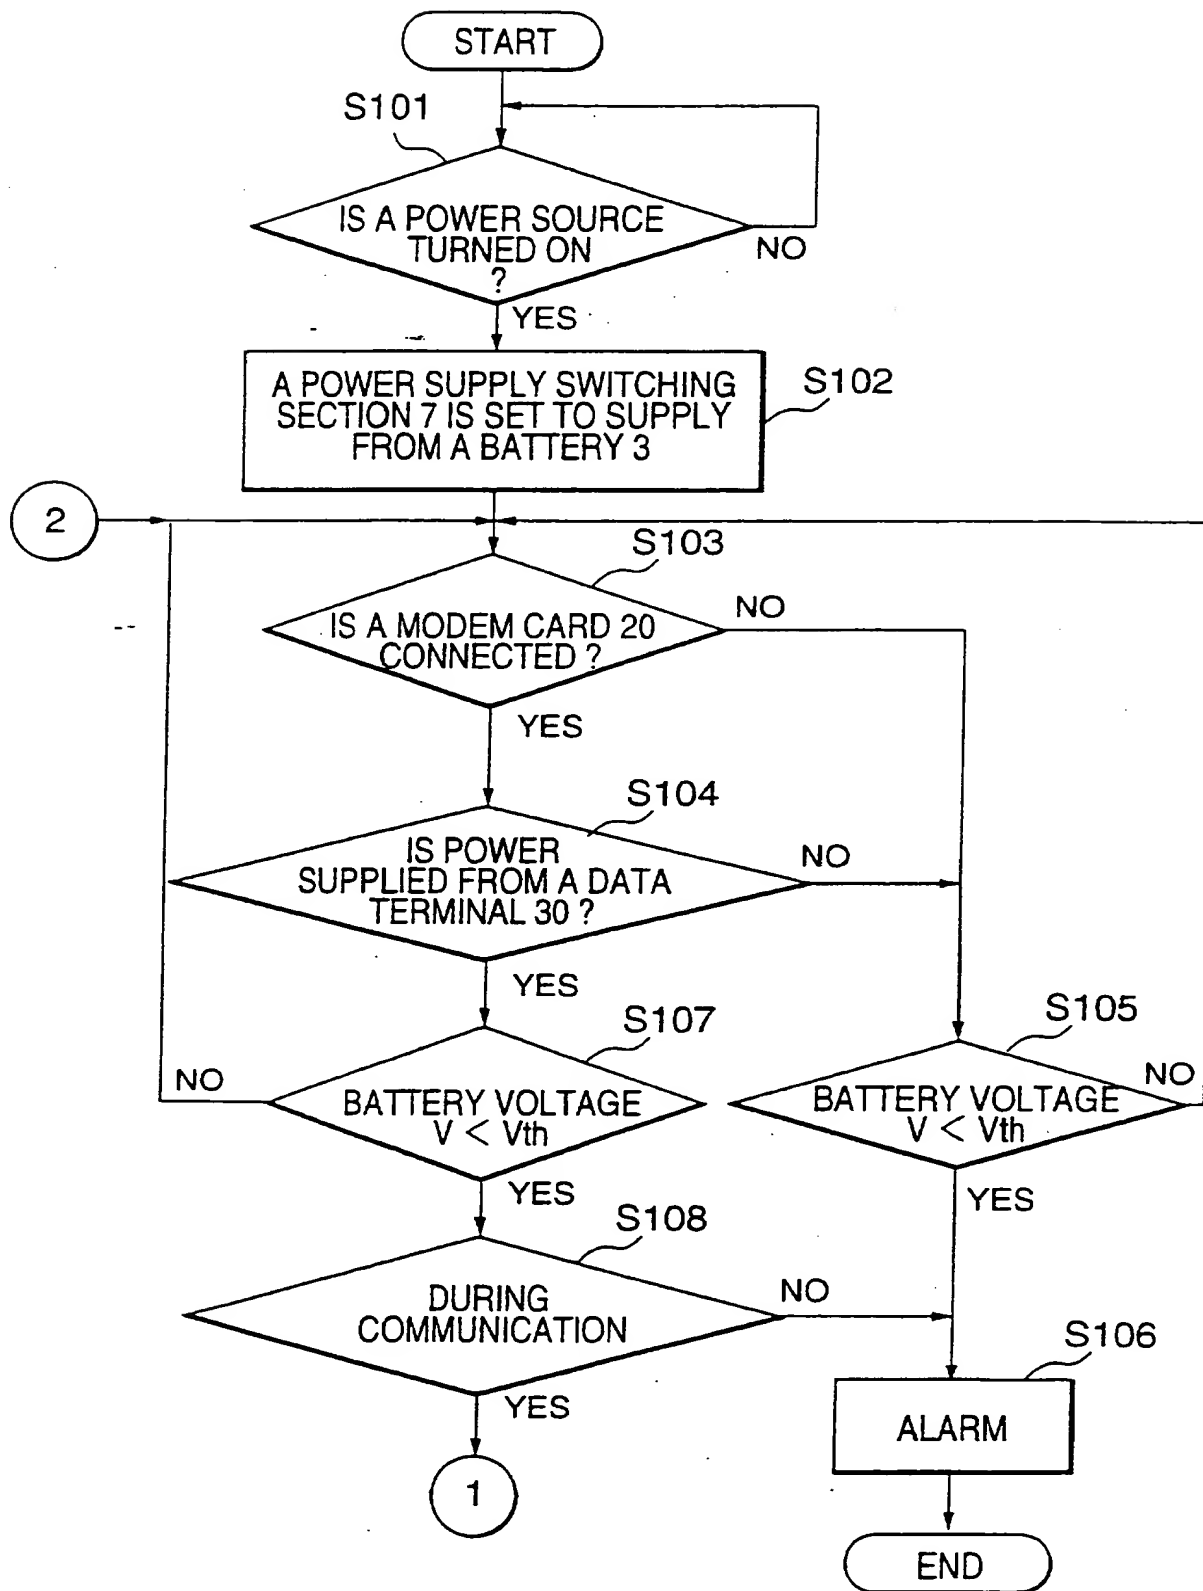 START
S101
IS A POWER SOURCE
TURNED ON
?
NO
YES
S102
A POWER SUPPLY SWITCHING
SECTION 7 IS SET TO SUPPLY
FROM A BATTERY 3
2
S103
IS A MODEM CARD 20
CONNECTED ?
NO
YES
S104
IS POWER
SUPPLIED FROM A DATA
TERMINAL 30 ?
NO
YES
S107
S105
NO
BATTERY VOLTAGE
V < Vth
BATTERY VOLTAGE
V < Vth
NO
YES
YES
S108
DURING
COMMUNICATION
NO
YES
S106
ALARM
1
END